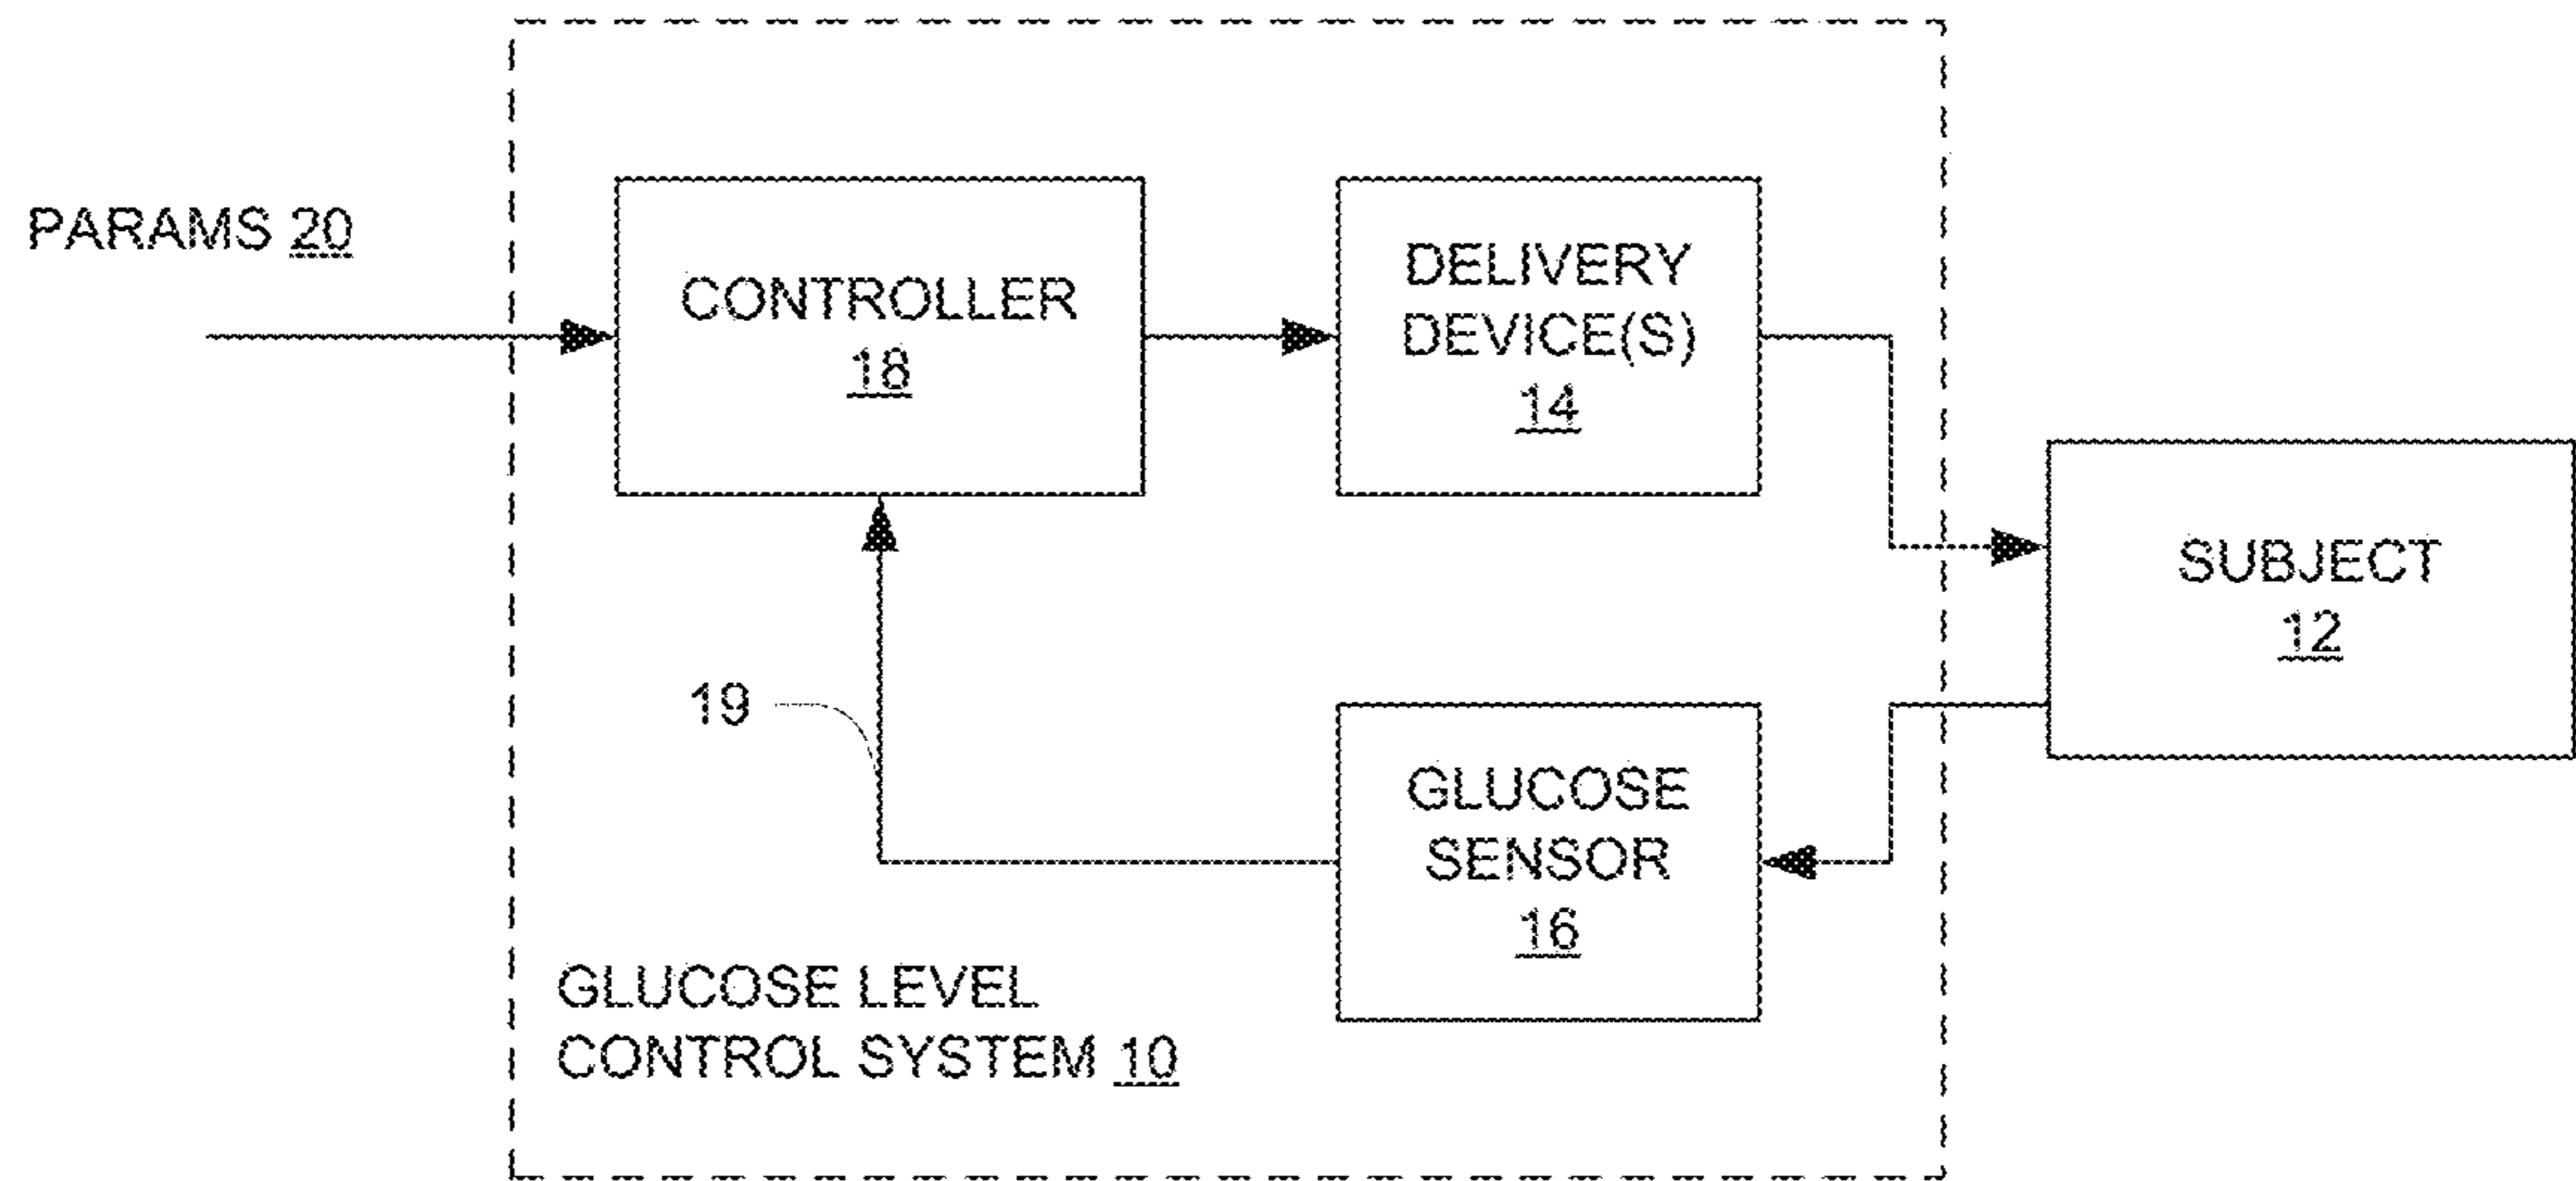 PARAMS 20
CONTROLLER
18
DELIVERY
DEVICE(S)
14
SUBJECT
12
19
GLUCOSE
SENSOR
16
GLUCOSE LEVEL
CONTROL SYSTEM 10